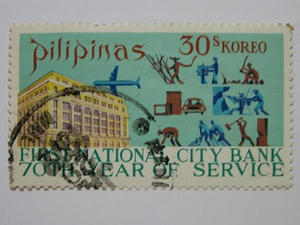 pilipinas
30s KOREO
FIRST NATIONAL CITY BANK
70TH YEAR OF SERVICE